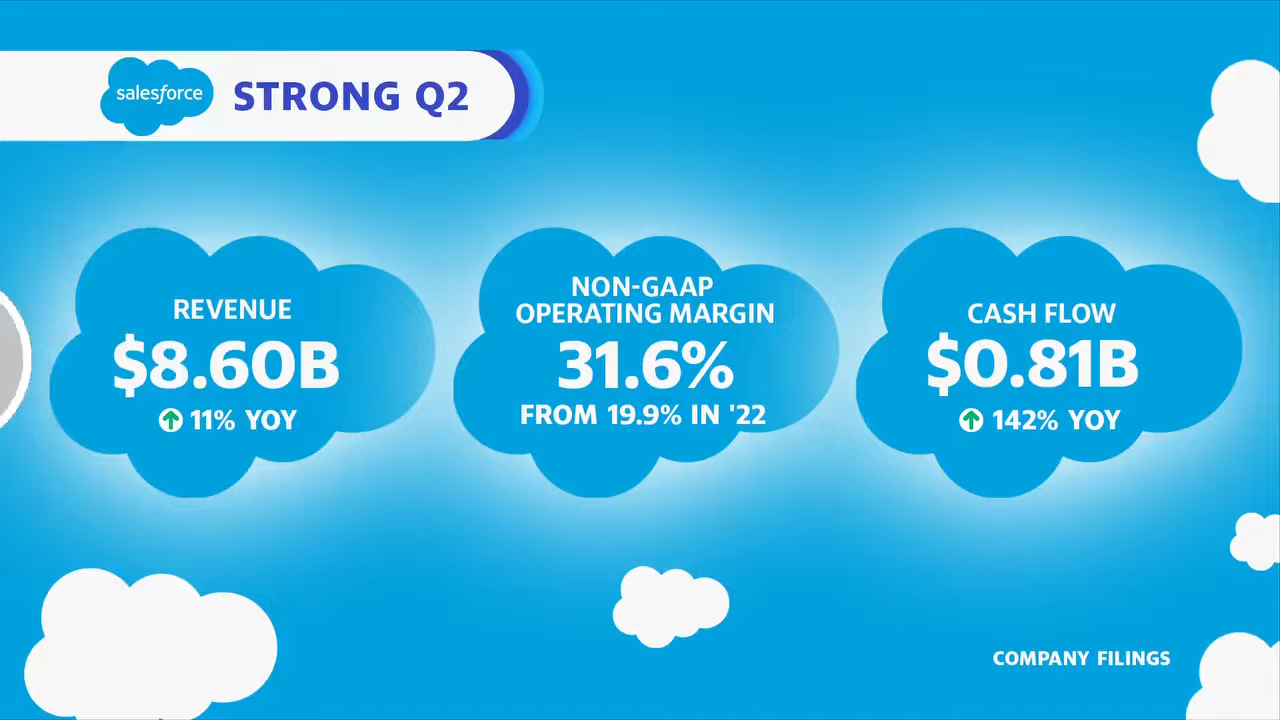 salesforce STRONG Q2
REVENUE
$8.60B
11% YOY
NON-GAAP
OPERATING MARGIN
31.6%
FROM 19.9% IN '22
CASH FLOW
$0.81B
142% YOY
COMPANY FILINGS